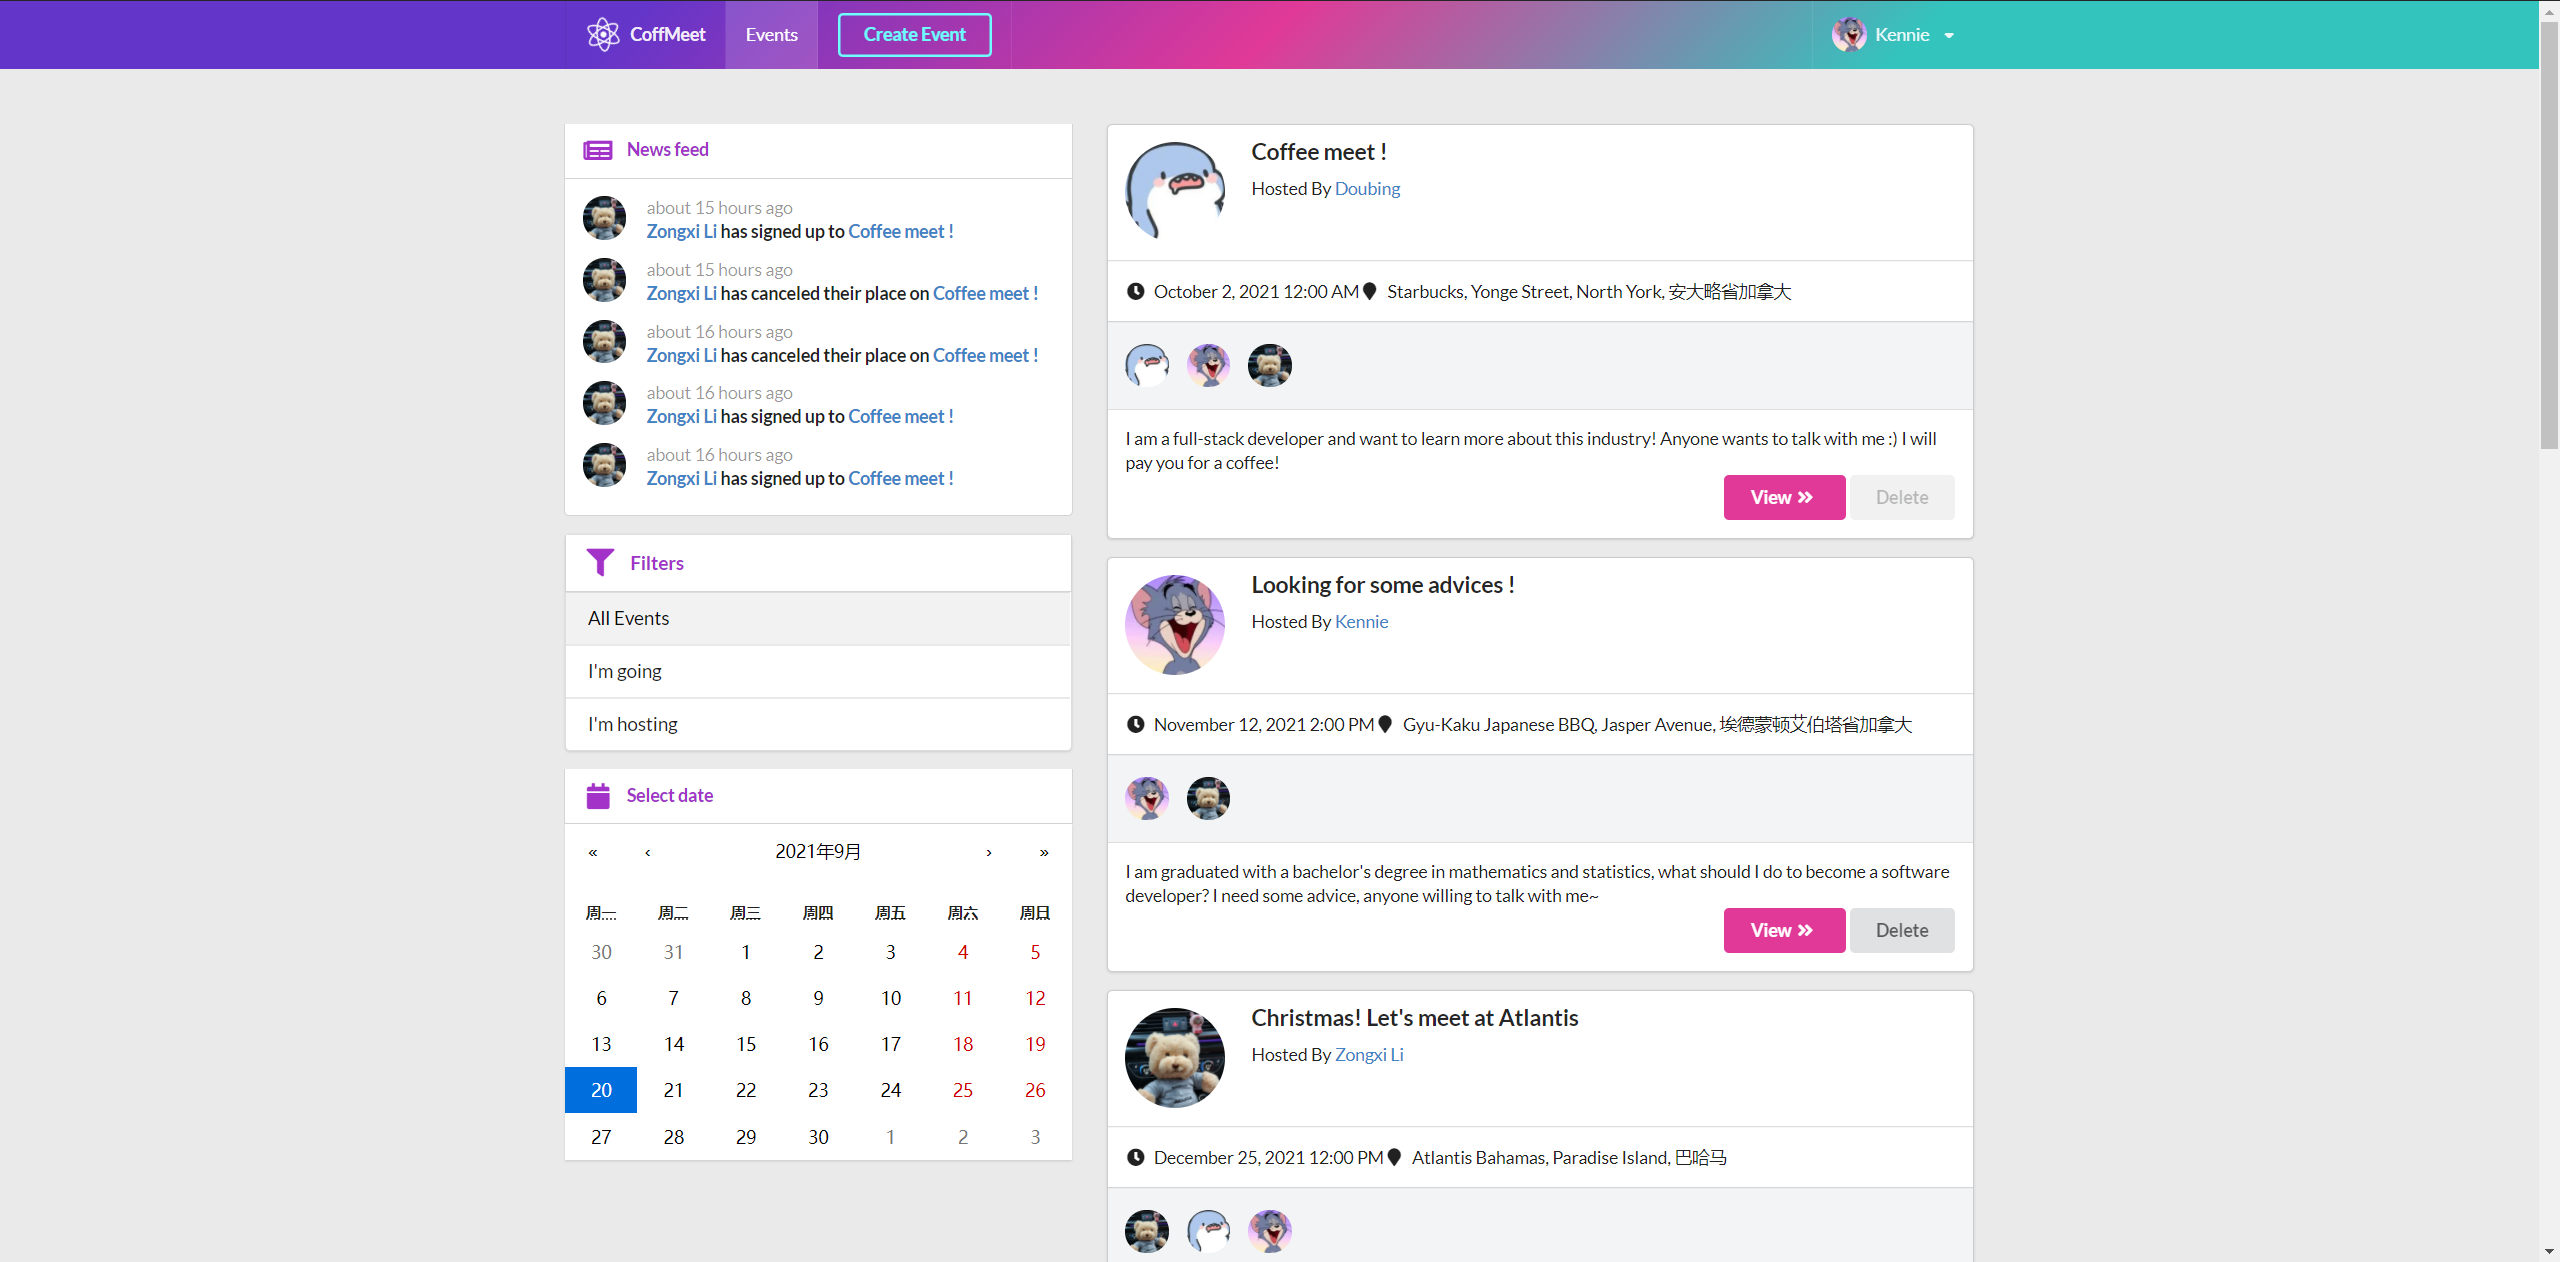 CoffMeet
Events
Create Event
Kennie
News feed
about 15 hours ago
Zongxi Li has signed up to Coffee meet !
about 15 hours ago
Zongxi Li has canceled their place on Coffee meet !
about 16 hours ago
Zongxi Li has canceled their place on Coffee meet !
about 16 hours ago
Zongxi Li has signed up to Coffee meet !
about 16 hours ago
Zongxi Li has signed up to Coffee meet !
Filters
All Events
I'm going
I'm hosting
Select date
« ‹ 2021年9月 › »
周一 周二 周三 周四 周五 周六 周日
30 31 1 2 3 4 5
6 7 8 9 10 11 12
13 14 15 16 17 18 19
20 21 22 23 24 25 26
27 28 29 30 1 2 3
Coffee meet !
Hosted By Doubing
October 2, 2021 12:00 AM Starbucks, Yonge Street, North York, 安大略省加拿大
I am a full-stack developer and want to learn more about this industry! Anyone wants to talk with me :) I will
pay you for a coffee!
View » Delete
Looking for some advices !
Hosted By Kennie
November 12, 2021 2:00 PM Gyu-Kaku Japanese BBQ, Jasper Avenue, 埃德蒙顿艾伯塔省加拿大
I am graduated with a bachelor's degree in mathematics and statistics, what should I do to become a software
developer? I need some advice, anyone willing to talk with me~
View » Delete
Christmas! Let's meet at Atlantis
Hosted By Zongxi Li
December 25, 2021 12:00 PM Atlantis Bahamas, Paradise Island, 巴哈马